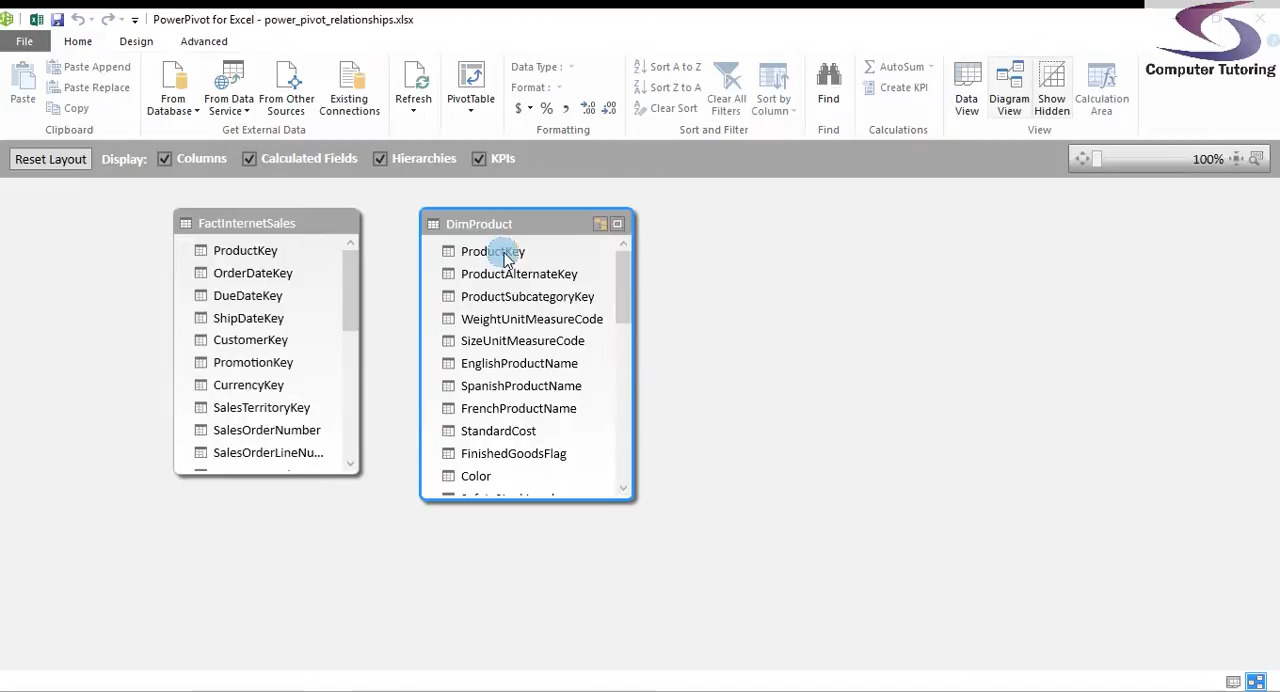 PowerPivot for Excel - power_pivot_relationships.xlsx
File Home Design Advanced
Paste
Paste Append
Paste Replace
Copy
Clipboard
From Database
From Data Service
From Other Sources
Existing Connections
Get External Data
Refresh
PivotTable
Data Type :
Format :
$ % ,
Formatting
Sort A to Z
Sort Z to A
Clear Sort
Clear All Filters
Sort by Column
Sort and Filter
Find
Find
AutoSum
Create KPI
Calculations
Data View
Diagram View
Show Hidden
Calculation Area
View
Computer Tutoring
Reset Layout Display: Columns Calculated Fields Hierarchies KPIs 100%
FactInternetSales
ProductKey
OrderDateKey
DueDateKey
ShipDateKey
CustomerKey
PromotionKey
CurrencyKey
SalesTerritoryKey
SalesOrderNumber
SalesOrderLineNu...
DimProduct
ProductKey
ProductAlternateKey
ProductSubcategoryKey
WeightUnitMeasureCode
SizeUnitMeasureCode
EnglishProductName
SpanishProductName
FrenchProductName
StandardCost
FinishedGoodsFlag
Color